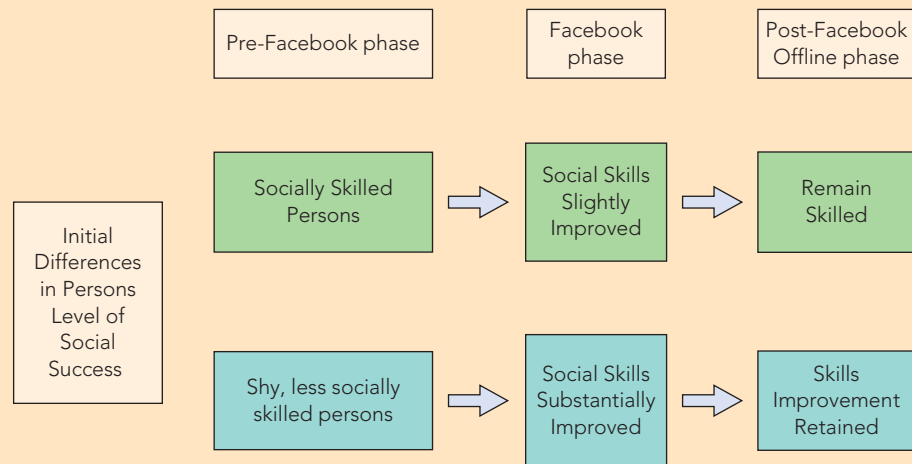 Pre-Facebook phase
Facebook
phase
Post-Facebook
Offline phase
Initial
Differences
in Persons
Level of
Social
Success
Socially Skilled
Persons
Social Skills
Slightly
Improved
Remain
Skilled
Shy, less socially
skilled persons
Social Skills
Substantially
Improved
Skills
Improvement
Retained